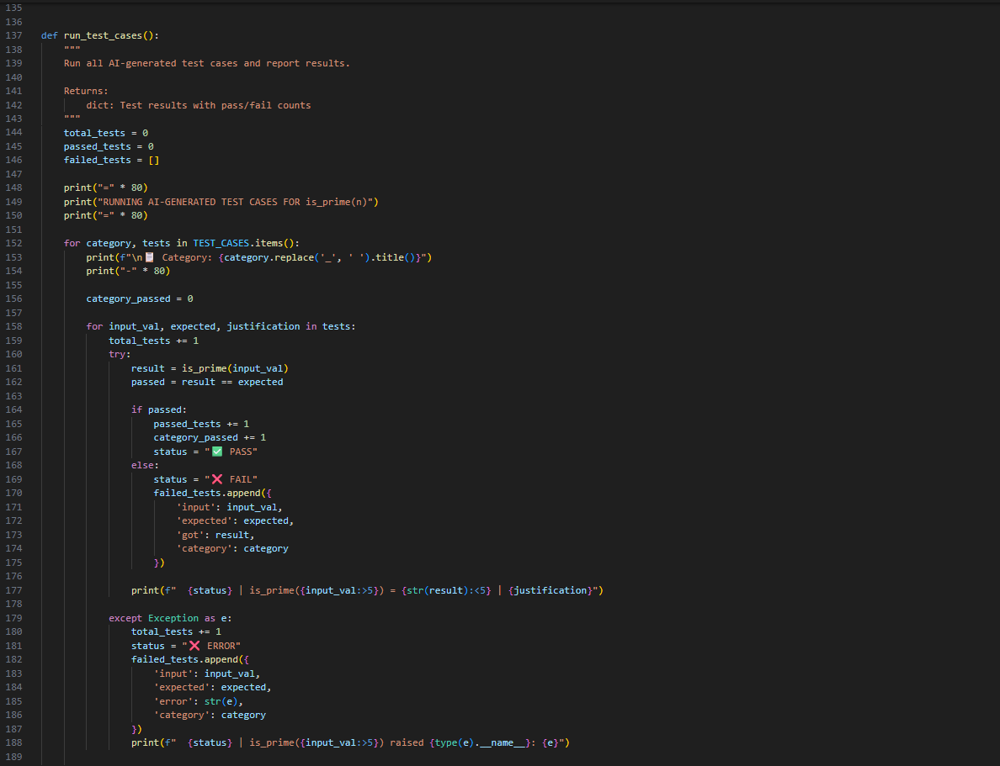 135
136
137 def run_test_cases():
138     """
139     Run all AI-generated test cases and report results.
140
141     Returns:
142         dict: Test results with pass/fail counts
143     """
144     total_tests = 0
145     passed_tests = 0
146     failed_tests = []
147
148     print("=" * 80)
149     print("RUNNING AI-GENERATED TEST CASES FOR is_prime(n)")
150     print("=" * 80)
151
152     for category, tests in TEST_CASES.items():
153         print(f"\n📋 Category: {category.replace('_', ' ').title()}")
154         print("-" * 80)
155
156         category_passed = 0
157
158         for input_val, expected, justification in tests:
159             total_tests += 1
160             try:
161                 result = is_prime(input_val)
162                 passed = result == expected
163
164                 if passed:
165                     passed_tests += 1
166                     category_passed += 1
167                     status = "✅ PASS"
168                 else:
169                     status = "❌ FAIL"
170                     failed_tests.append({
171                         'input': input_val,
172                         'expected': expected,
173                         'got': result,
174                         'category': category
175                     })
176
177                 print(f"  {status} | is_prime({input_val:>5}) = {str(result):<5} | {justification}")
178
179             except Exception as e:
180                 total_tests += 1
181                 status = "❌ ERROR"
182                 failed_tests.append({
183                     'input': input_val,
184                     'expected': expected,
185                     'error': str(e),
186                     'category': category
187                 })
188                 print(f"  {status} | is_prime({input_val:>5}) raised {type(e).__name__}: {e}")
189